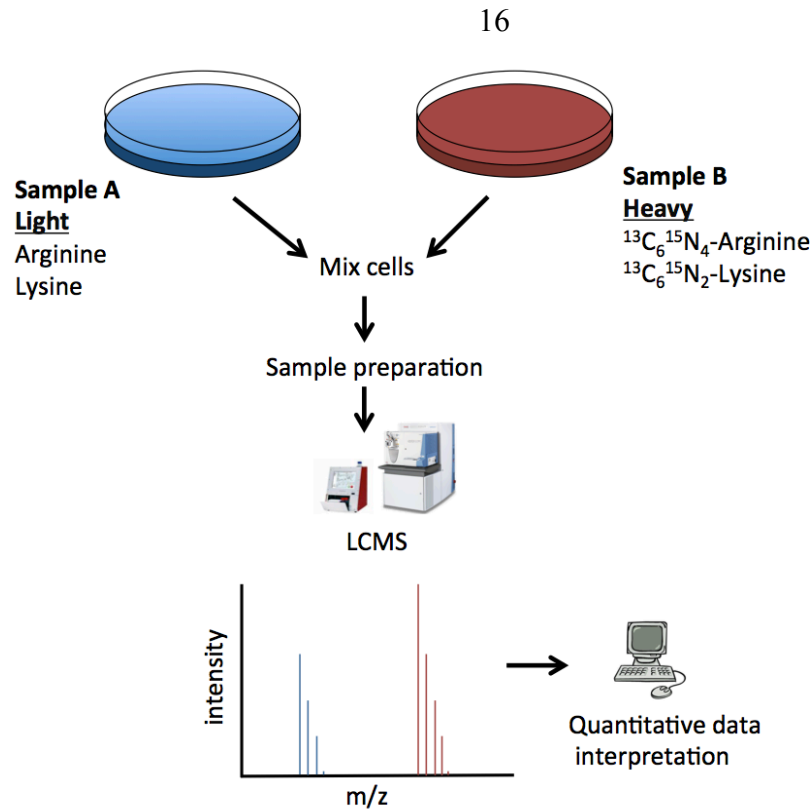 16
Sample A
Light
Arginine
Lysine
Sample B
Heavy
¹³C₆¹⁵N₄-Arginine
¹³C₆¹⁵N₂-Lysine
Mix cells
Sample preparation
LCMS
intensity
m/z
Quantitative data
interpretation